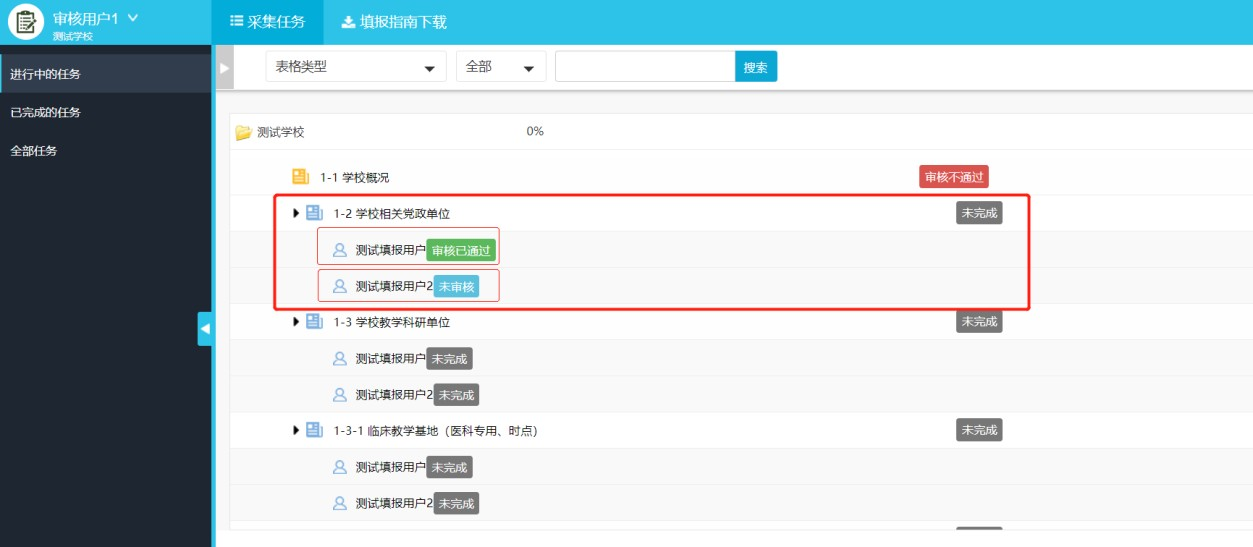 审核用户1
测试学校
采集任务
填报指南下载
进行中的任务
已完成的任务
全部任务
表格类型
全部
搜索
测试学校 0%
1-1 学校概况 审核不通过
1-2 学校相关党政单位 未完成
测试填报用户 审核已通过
测试填报用户2 未审核
1-3 学校教学科研单位 未完成
测试填报用户 未完成
测试填报用户2 未完成
1-3-1 临床教学基地（医科专用、时点） 未完成
测试填报用户 未完成
测试填报用户2 未完成